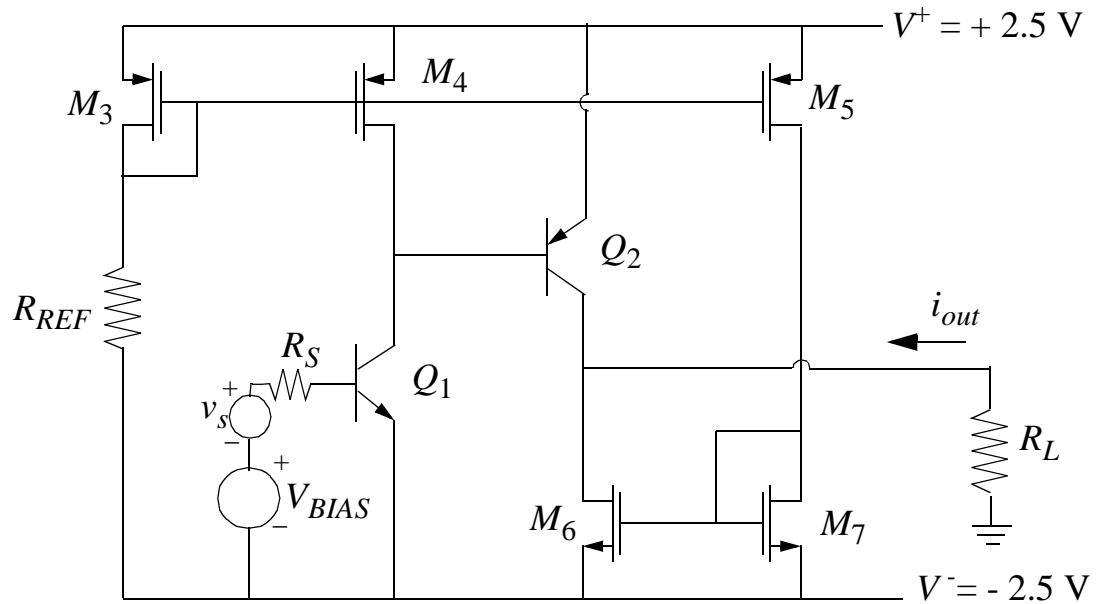 V⁺ = + 2.5 V
M₃
M₄
M₅
Q₂
R_REF
i_out
R_S
+
Q₁
v_s
−
R_L
+
V_BIAS
−
M₆
M₇
V⁻= - 2.5 V